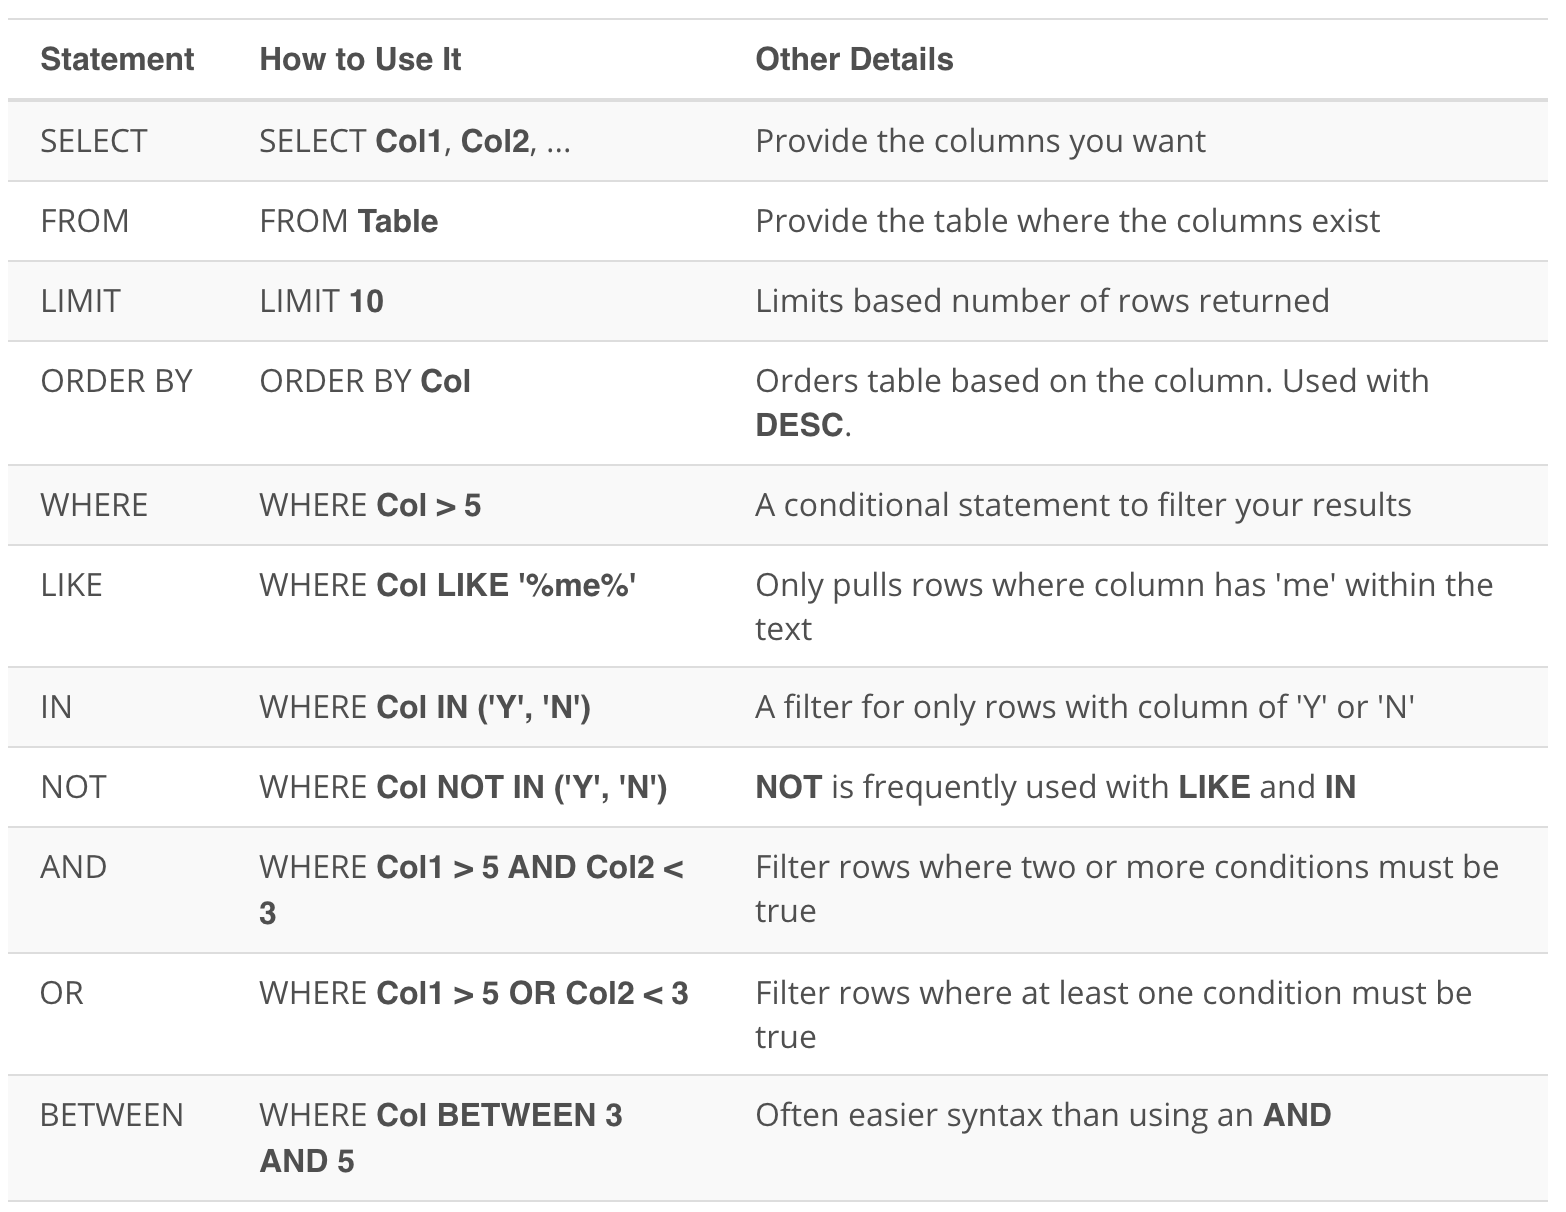 Statement How to Use It Other Details
SELECT SELECT Col1, Col2, ... Provide the columns you want
FROM FROM Table Provide the table where the columns exist
LIMIT LIMIT 10 Limits based number of rows returned
ORDER BY ORDER BY Col Orders table based on the column. Used with
DESC.
WHERE WHERE Col > 5 A conditional statement to filter your results
LIKE WHERE Col LIKE '%me%' Only pulls rows where column has 'me' within the
text
IN WHERE Col IN ('Y', 'N') A filter for only rows with column of 'Y' or 'N'
NOT WHERE Col NOT IN ('Y', 'N') NOT is frequently used with LIKE and IN
AND WHERE Col1 > 5 AND Col2 < Filter rows where two or more conditions must be
3 true
OR WHERE Col1 > 5 OR Col2 < 3 Filter rows where at least one condition must be
true
BETWEEN WHERE Col BETWEEN 3 Often easier syntax than using an AND
AND 5